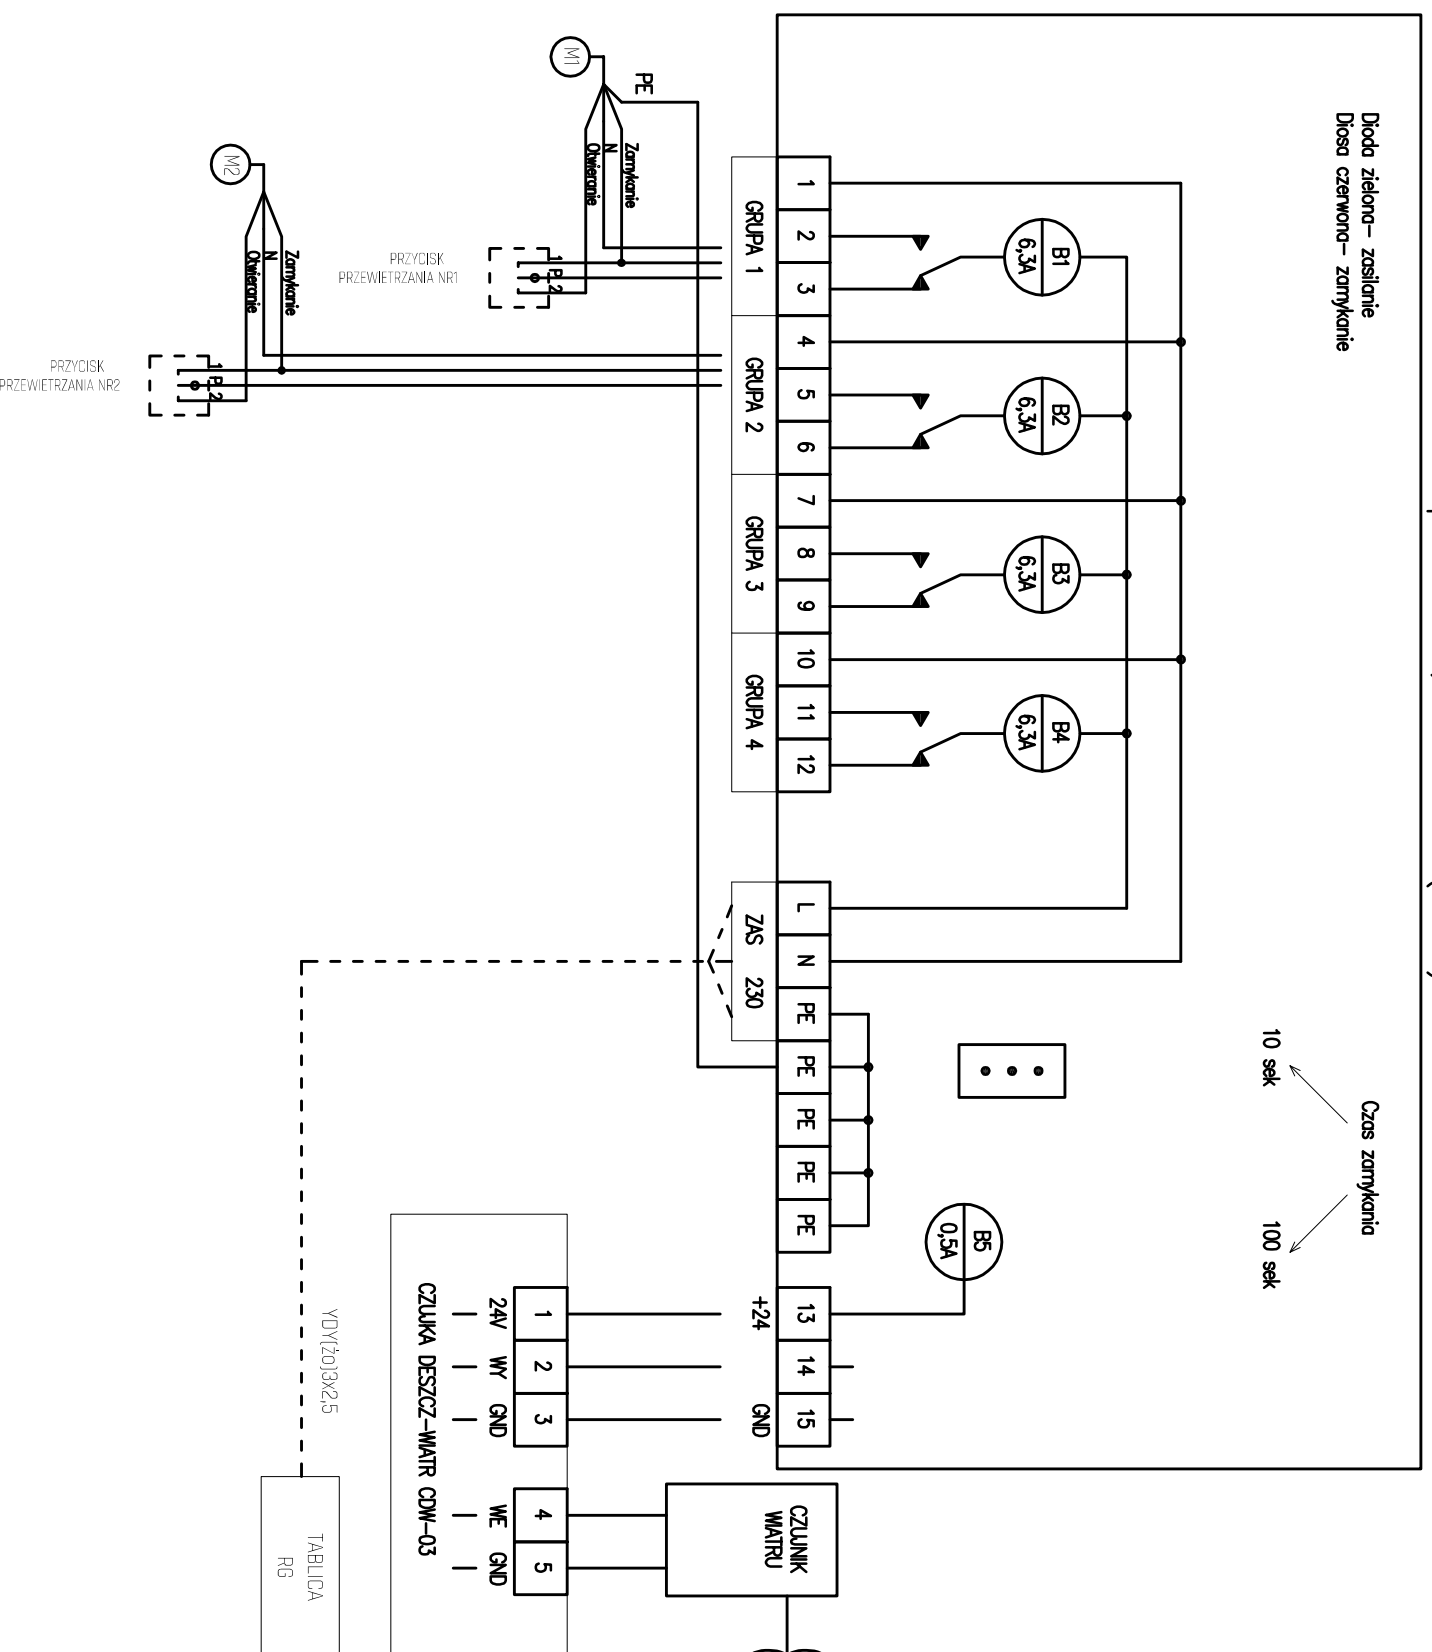 Dioda zielona- zasilanie
Diosa czerwona- zamykanie
Czas zamykania
10 sek
100 sek
B1
6,3A
B2
6,3A
B3
6,3A
B4
6,3A
B5
0,5A
1
2
3
4
5
6
7
8
9
10
11
12
L
N
PE
PE
PE
PE
PE
13
14
15
GRUPA 1
GRUPA 2
GRUPA 3
GRUPA 4
ZAS 230
+24
GND
M1
PE
Zamykanie
N
Otwieranie
PRZYCISK
PRZEWIETRZANIA NR1
1 P 2
M2
Zamykanie
N
Otwieranie
PRZYCISK
PRZEWIETRZANIA NR2
1 P 2
CZUJNIK
WIATRU
1
2
3
4
5
24V
WY
GND
WE
GND
CZUJKA DESZCZ-WIATR CDW-03
YDY(żo)3x2,5
TABLICA
RG